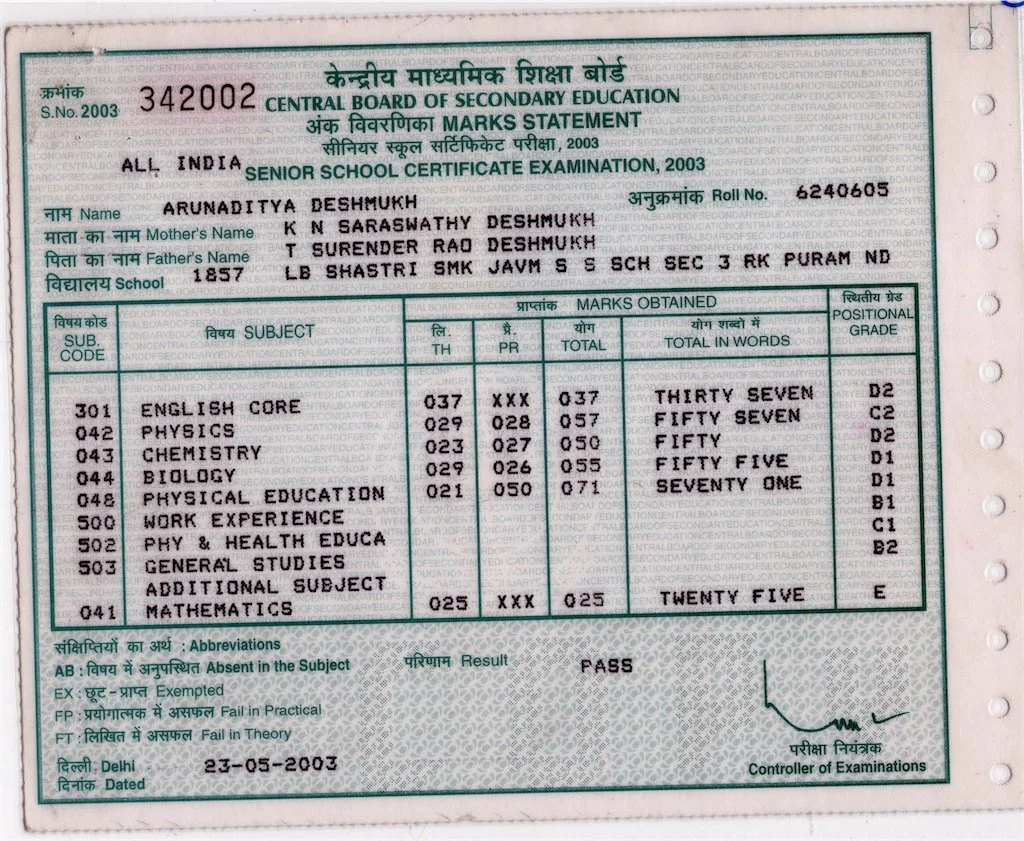 केन्द्रीय माध्यमिक शिक्षा बोर्ड
क्रमांक
S.No. 2003 342002 CENTRAL BOARD OF SECONDARY EDUCATION
अंक विवरणिका MARKS STATEMENT
सीनियर स्कूल सर्टिफिकेट परीक्षा, 2003
ALL INDIA SENIOR SCHOOL CERTIFICATE EXAMINATION, 2003
नाम Name ARUNADITYA DESHMUKH अनुक्रमांक Roll No. 6240605
माता का नाम Mother's Name K N SARASWATHY DESHMUKH
पिता का नाम Father's Name T SURENDER RAO DESHMUKH
विद्यालय School 1857 LB SHASTRI SMK JAVM S S SCH SEC 3 RK PURAM ND
विषय कोड SUB. CODE विषय SUBJECT प्राप्तांक MARKS OBTAINED स्थितीय ग्रेड POSITIONAL GRADE
लि. TH प्रै. PR योग TOTAL योग शब्दो में TOTAL IN WORDS
301 ENGLISH CORE 037 XXX 037 THIRTY SEVEN D2
042 PHYSICS 029 028 057 FIFTY SEVEN C2
043 CHEMISTRY 023 027 050 FIFTY D2
044 BIOLOGY 029 026 055 FIFTY FIVE D1
048 PHYSICAL EDUCATION 021 050 071 SEVENTY ONE D1
500 WORK EXPERIENCE B1
502 PHY & HEALTH EDUCA C1
503 GENERAL STUDIES B2
ADDITIONAL SUBJECT
041 MATHEMATICS 025 XXX 025 TWENTY FIVE E
संक्षिप्तियों का अर्थ : Abbreviations
AB : विषय में अनुपस्थित Absent in the Subject परिणाम Result PASS
EX : छूट - प्राप्त Exempted
FP : प्रयोगात्मक में असफल Fail in Practical
FT : लिखित में असफल Fail in Theory
दिल्ली Delhi 23-05-2003 परीक्षा नियंत्रक
दिनांक Dated Controller of Examinations